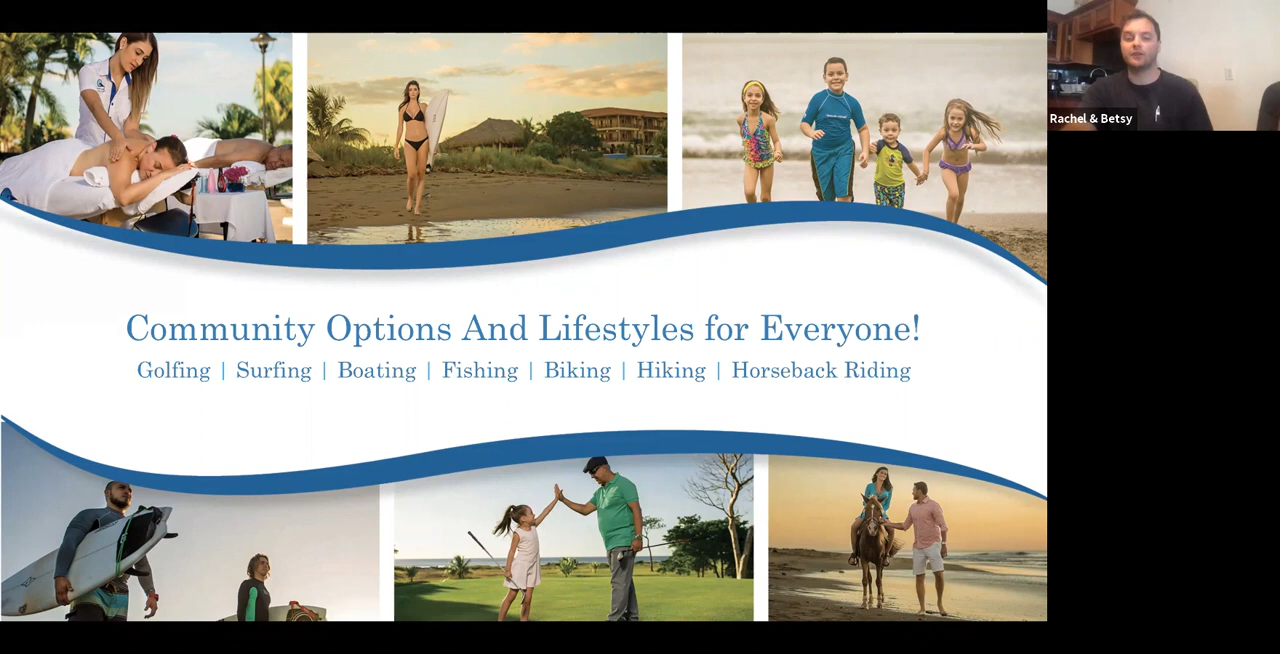 Community Options And Lifestyles for Everyone!
Golfing | Surfing | Boating | Fishing | Biking | Hiking | Horseback Riding
Rachel & Betsy